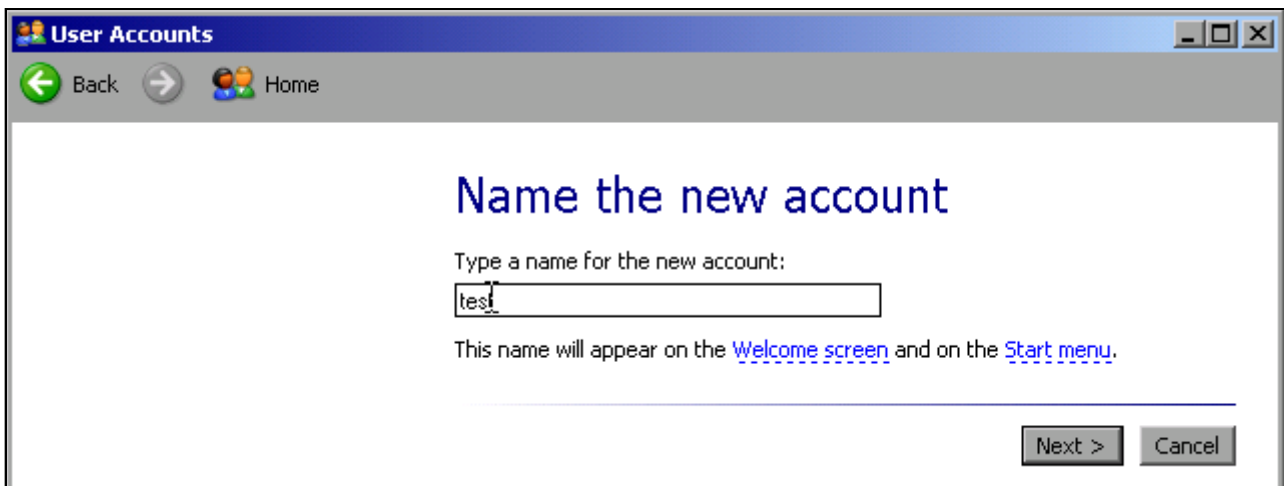 User Accounts
Back Home
Name the new account
Type a name for the new account:
test
This name will appear on the Welcome screen and on the Start menu.
Next > Cancel